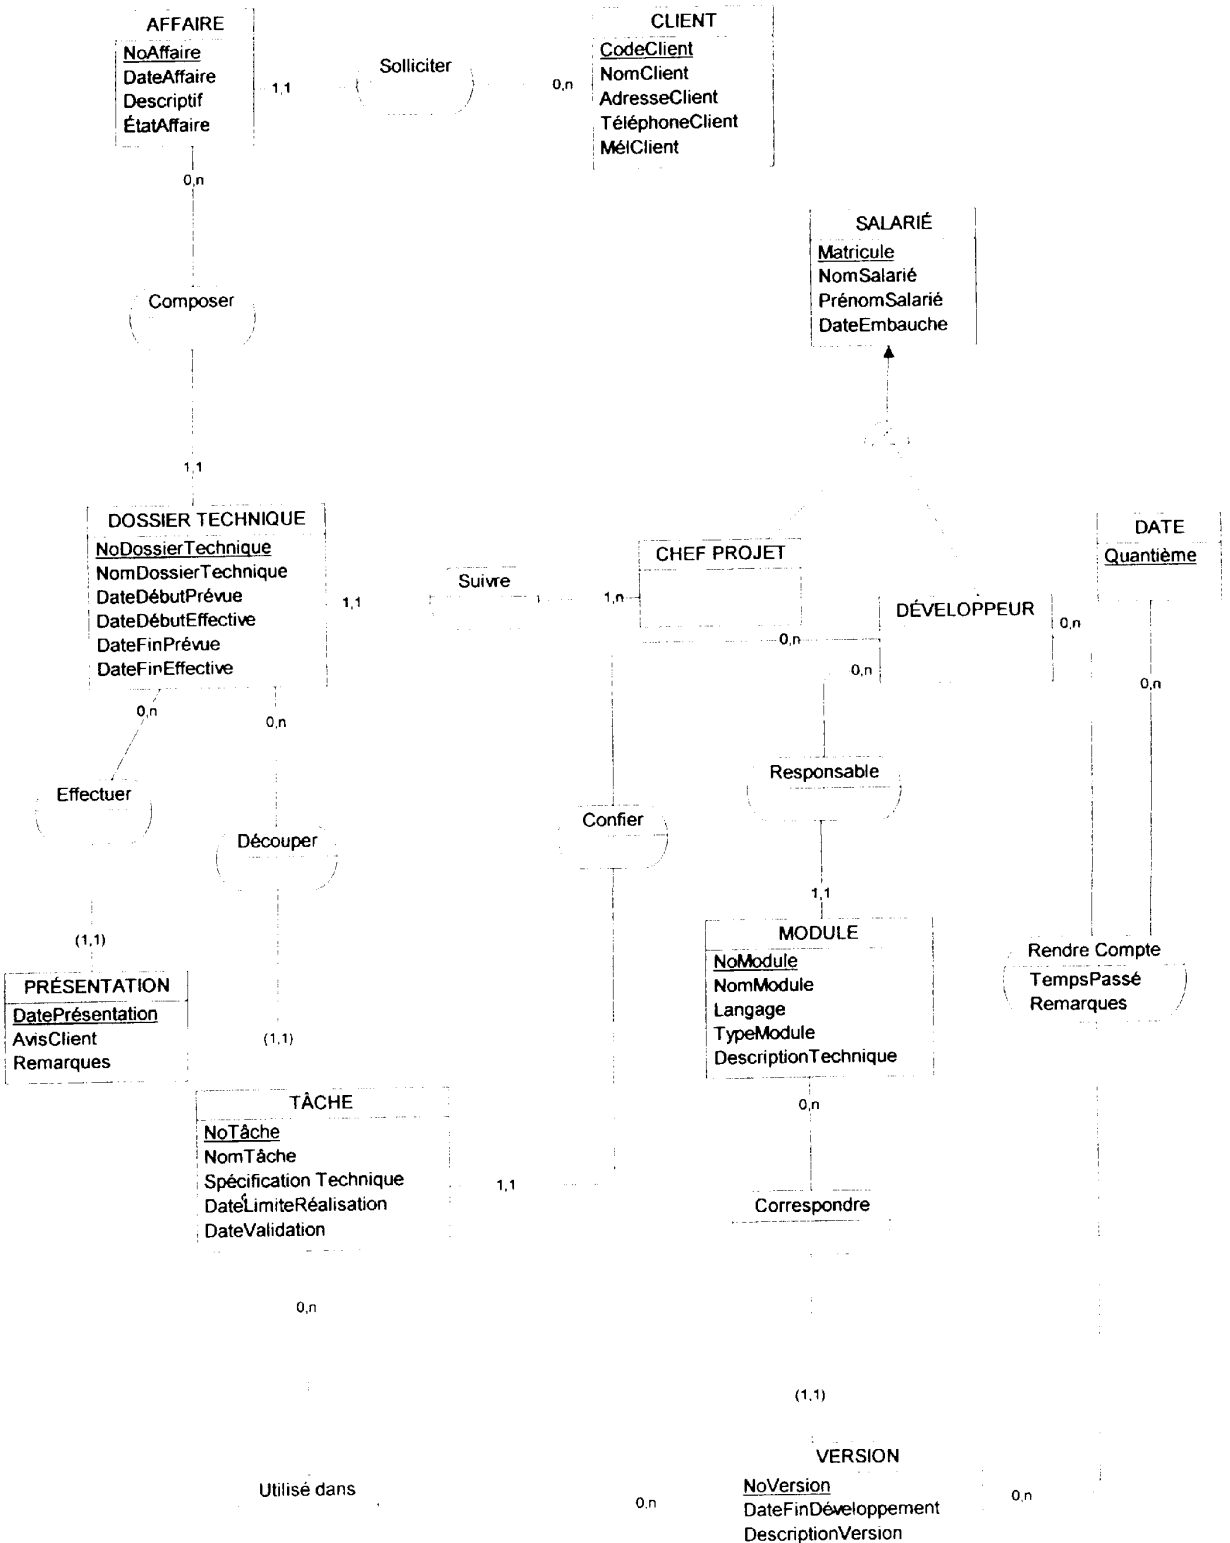 AFFAIRE
NoAffaire
DateAffaire
Descriptif
ÉtatAffaire
1,1
Solliciter
0,n
CLIENT
CodeClient
NomClient
AdresseClient
TéléphoneClient
MélClient
0,n
Composer
1,1
SALARIÉ
Matricule
NomSalarié
PrénomSalarié
DateEmbauche
DOSSIER TECHNIQUE
NoDossierTechnique
NomDossierTechnique
DateDébutPrévue
DateDébutEffective
DateFinPrévue
DateFinEffective
1,1
Suivre
1,n
CHEF PROJET
DÉVELOPPEUR
0,n
0,n
0,n
DATE
Quantième
0,n
0,n
0,n
Effectuer
Découper
Confier
Responsable
1,1
(1,1)
PRÉSENTATION
DatePrésentation
AvisClient
Remarques
(1,1)
MODULE
NoModule
NomModule
Langage
TypeModule
DescriptionTechnique
Rendre Compte
TempsPassé
Remarques
TÂCHE
NoTâche
NomTâche
Spécification Technique
DateLimiteRéalisation
DateValidation
1,1
0,n
Correspondre
0,n
(1,1)
Utilisé dans
0,n
VERSION
NoVersion
DateFinDéveloppement
DescriptionVersion
0,n